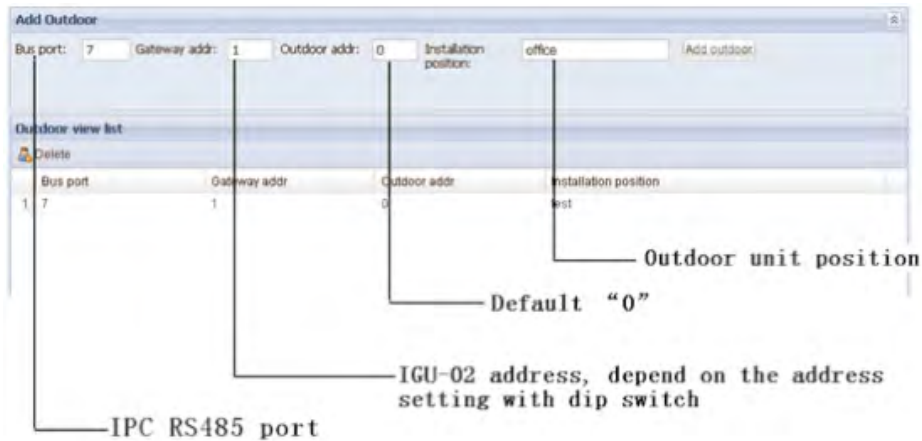 Add Outdoor
Bus port: 7 Gateway addr: 1 Outdoor addr: 0 Installation position: office Add outdoor
Outdoor view list
Delete
Bus port Gateway addr Outdoor addr Installation position
1 7 1 0 test
Outdoor unit position
Default “0”
IGU-02 address, depend on the address
setting with dip switch
IPC RS485 port